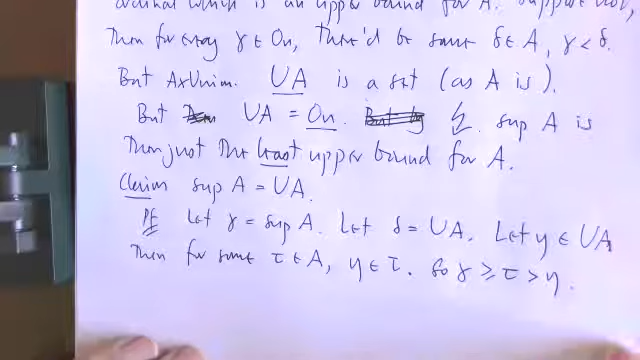 ordinal which is an upper bound for A. Suppose not,
Then for every γ ∈ On, there'd be some δ ∈ A, γ < δ.
But AxUnion. ∪A is a set (as A is).
But ∪A = On. ↯. sup A is
Then just the least upper bound for A.
Claim sup A = ∪A.
Pf Let γ = sup A. Let δ = ∪A. Let η ∈ ∪A
Then for some τ ∈ A, η ∈ τ. So γ ≥ τ > η.